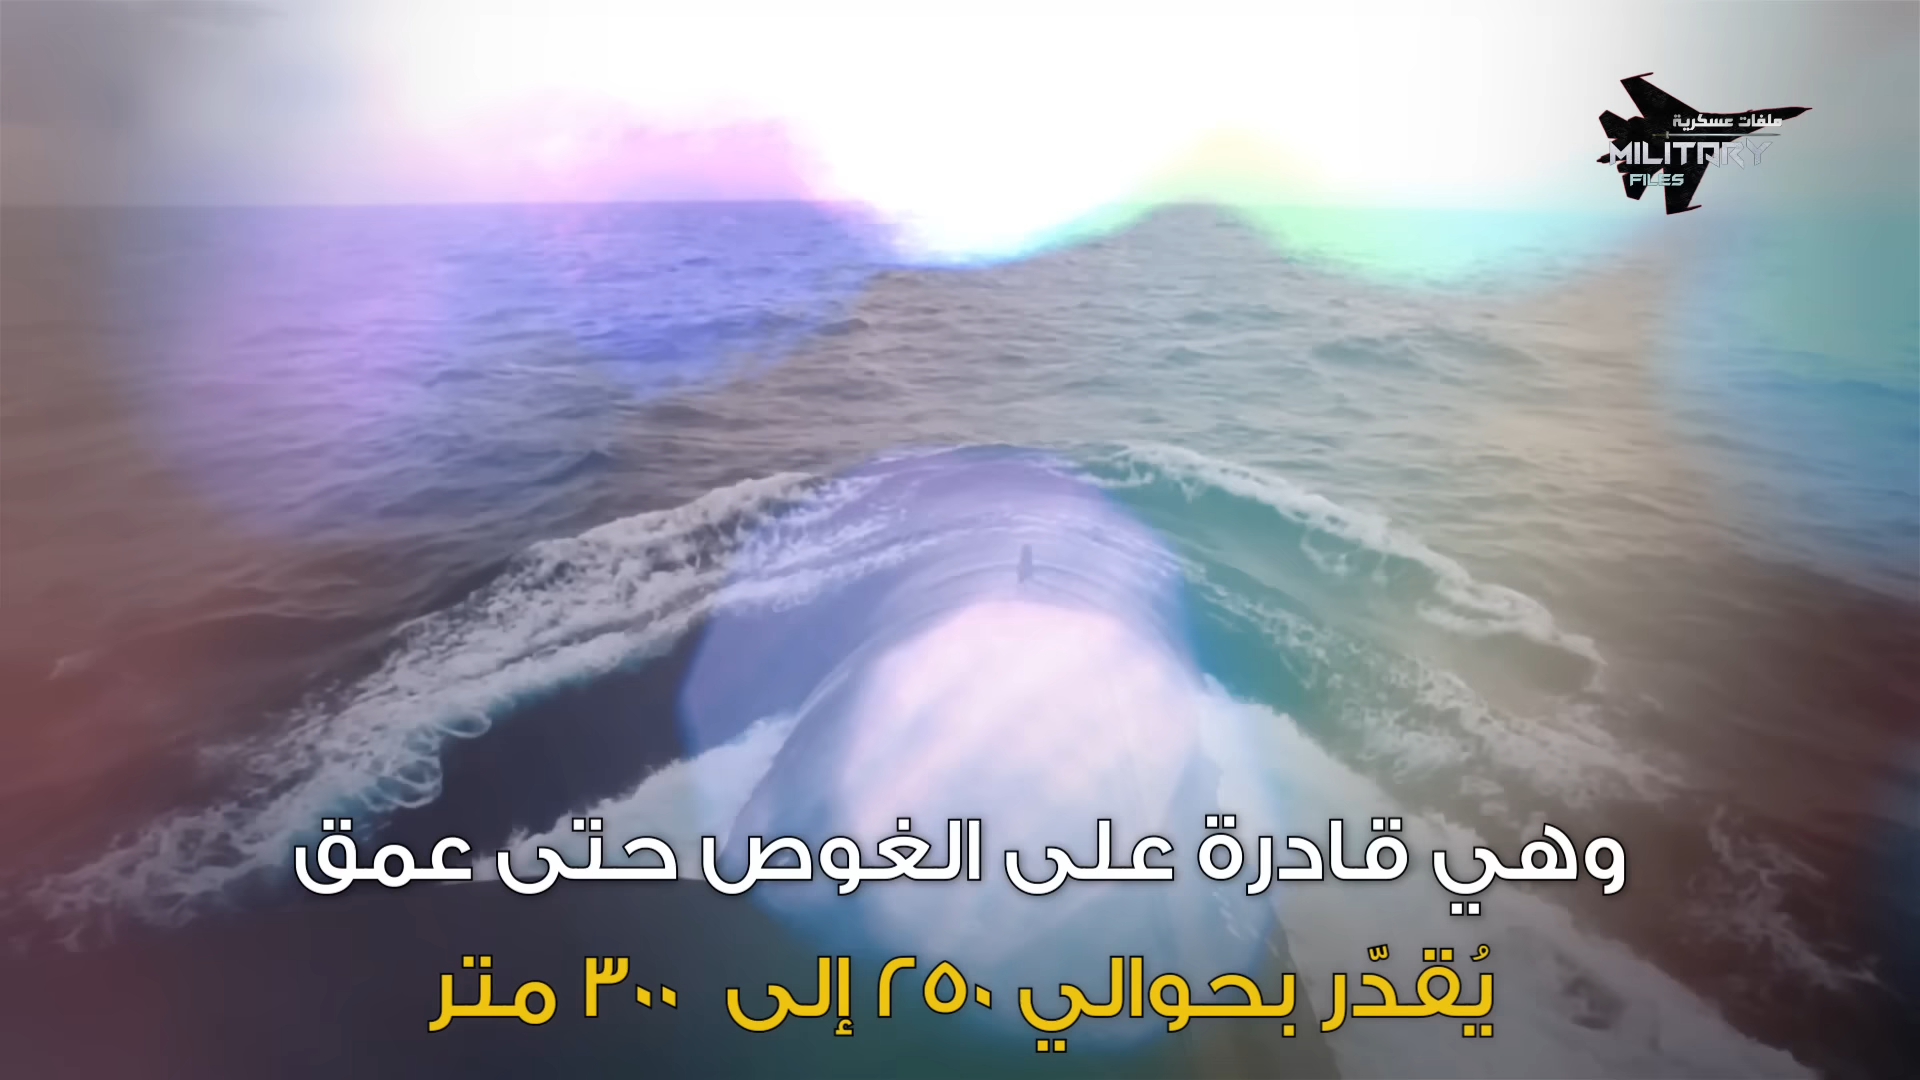 ملفات عسكرية
MILITARY
FILES
وهي قادرة على الغوص حتى عمق
يُقدّر بحوالي ٢٥٠ إلى ٣٠٠ متر